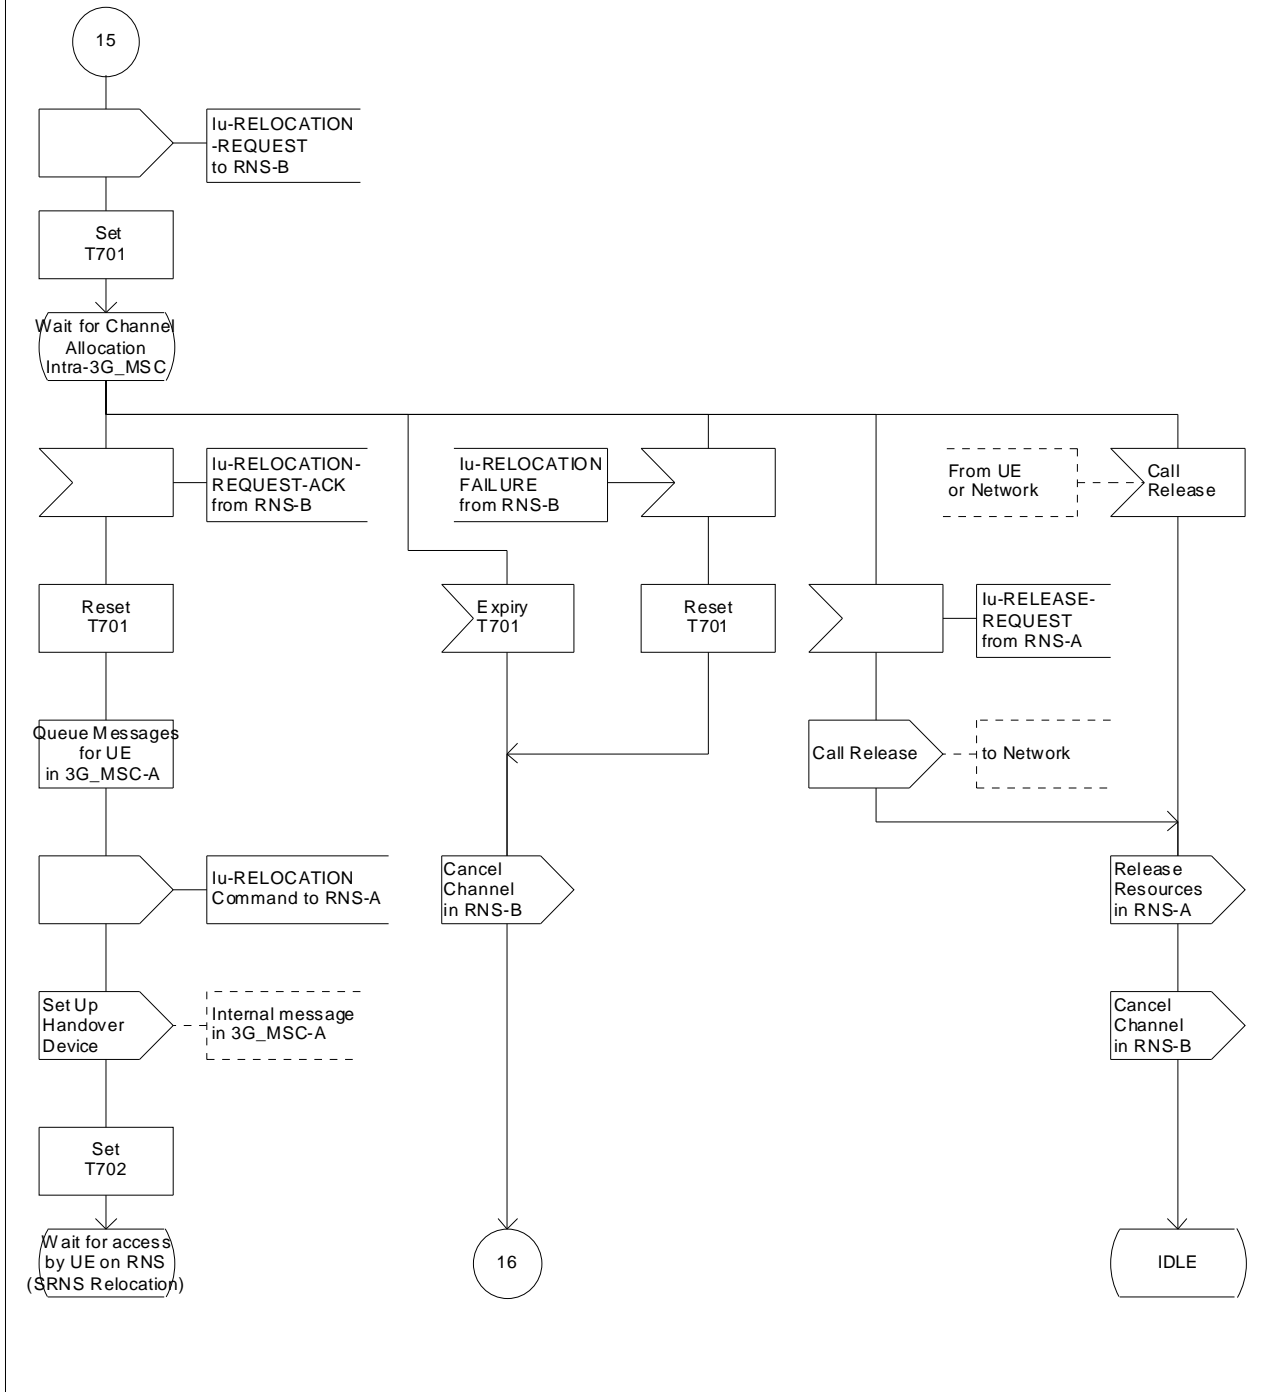 15
Iu-RELOCATION
-REQUEST
to RNS-B
Set
T701
Wait for Channel
Allocation
Intra-3G_MSC
Iu-RELOCATION-
REQUEST-ACK
from RNS-B
Iu-RELOCATION
FAILURE
from RNS-B
From UE
or Network
Call
Release
Reset
T701
Expiry
T701
Reset
T701
Iu-RELEASE-
REQUEST
from RNS-A
Queue Messages
for UE
in 3G_MSC-A
Call Release
to Network
Iu-RELOCATION
Command to RNS-A
Cancel
Channel
in RNS-B
Release
Resources
in RNS-A
Set Up
Handover
Device
Internal message
in 3G_MSC-A
Cancel
Channel
in RNS-B
Set
T702
Wait for access
by UE on RNS
(SRNS Relocation)
16
IDLE